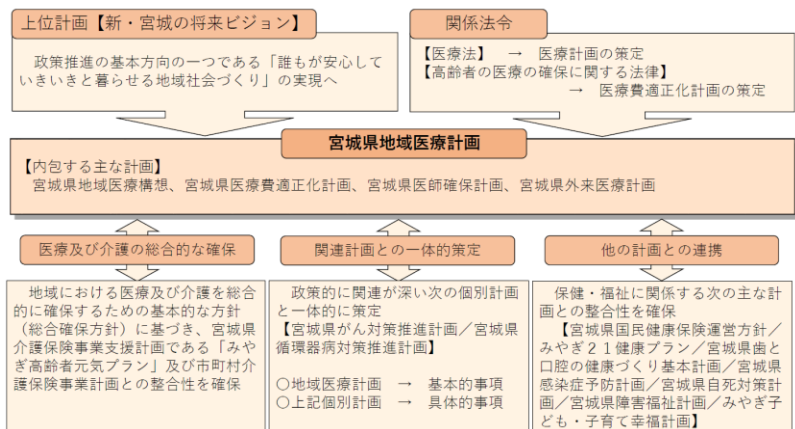 上位計画【新・宮城の将来ビジョン】
政策推進の基本方向の一つである「誰もが安心して
いきいきと暮らせる地域社会づくり」の実現へ
関係法令
【医療法】 → 医療計画の策定
【高齢者の医療の確保に関する法律】
→ 医療費適正化計画の策定
宮城県地域医療計画
【内包する主な計画】
宮城県地域医療構想、宮城県医療費適正化計画、宮城県医師確保計画、宮城県外来医療計画
医療及び介護の総合的な確保
地域における医療及び介護を総合
的に確保するための基本的な方針
（総合確保方針）に基づき、宮城県
介護保険事業支援計画である「みや
ぎ高齢者元気プラン」及び市町村介
護保険事業計画との整合性を確保
関連計画との一体的策定
政策的に関連が深い次の個別計画
と一体的に策定
【宮城県がん対策推進計画／宮城県
循環器病対策推進計画】
○地域医療計画 → 基本的事項
○上記個別計画 → 具体的事項
他の計画との連携
保健・福祉に関係する次の主な計
画との整合性を確保
【宮城県国民健康保険運営方針／
みやぎ２１健康プラン／宮城県歯と
口腔の健康づくり基本計画／宮城県
感染症予防計画／宮城県自死対策計
画／宮城県障害福祉計画／みやぎ子
ども・子育て幸福計画】